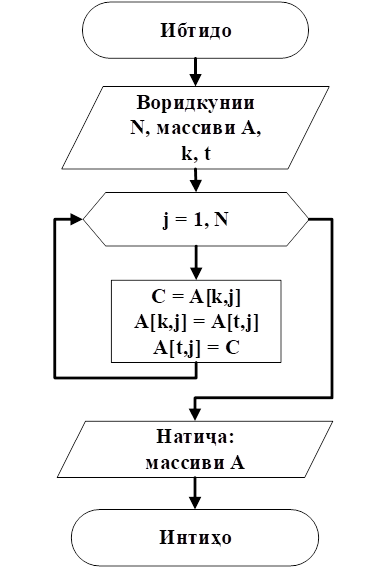 Ибтидо
Воридкунии
N, массиви A,
k, t
j = 1, N
C = A[k,j]
A[k,j] = A[t,j]
A[t,j] = C
Натиҷа:
массиви A
Интиҳо